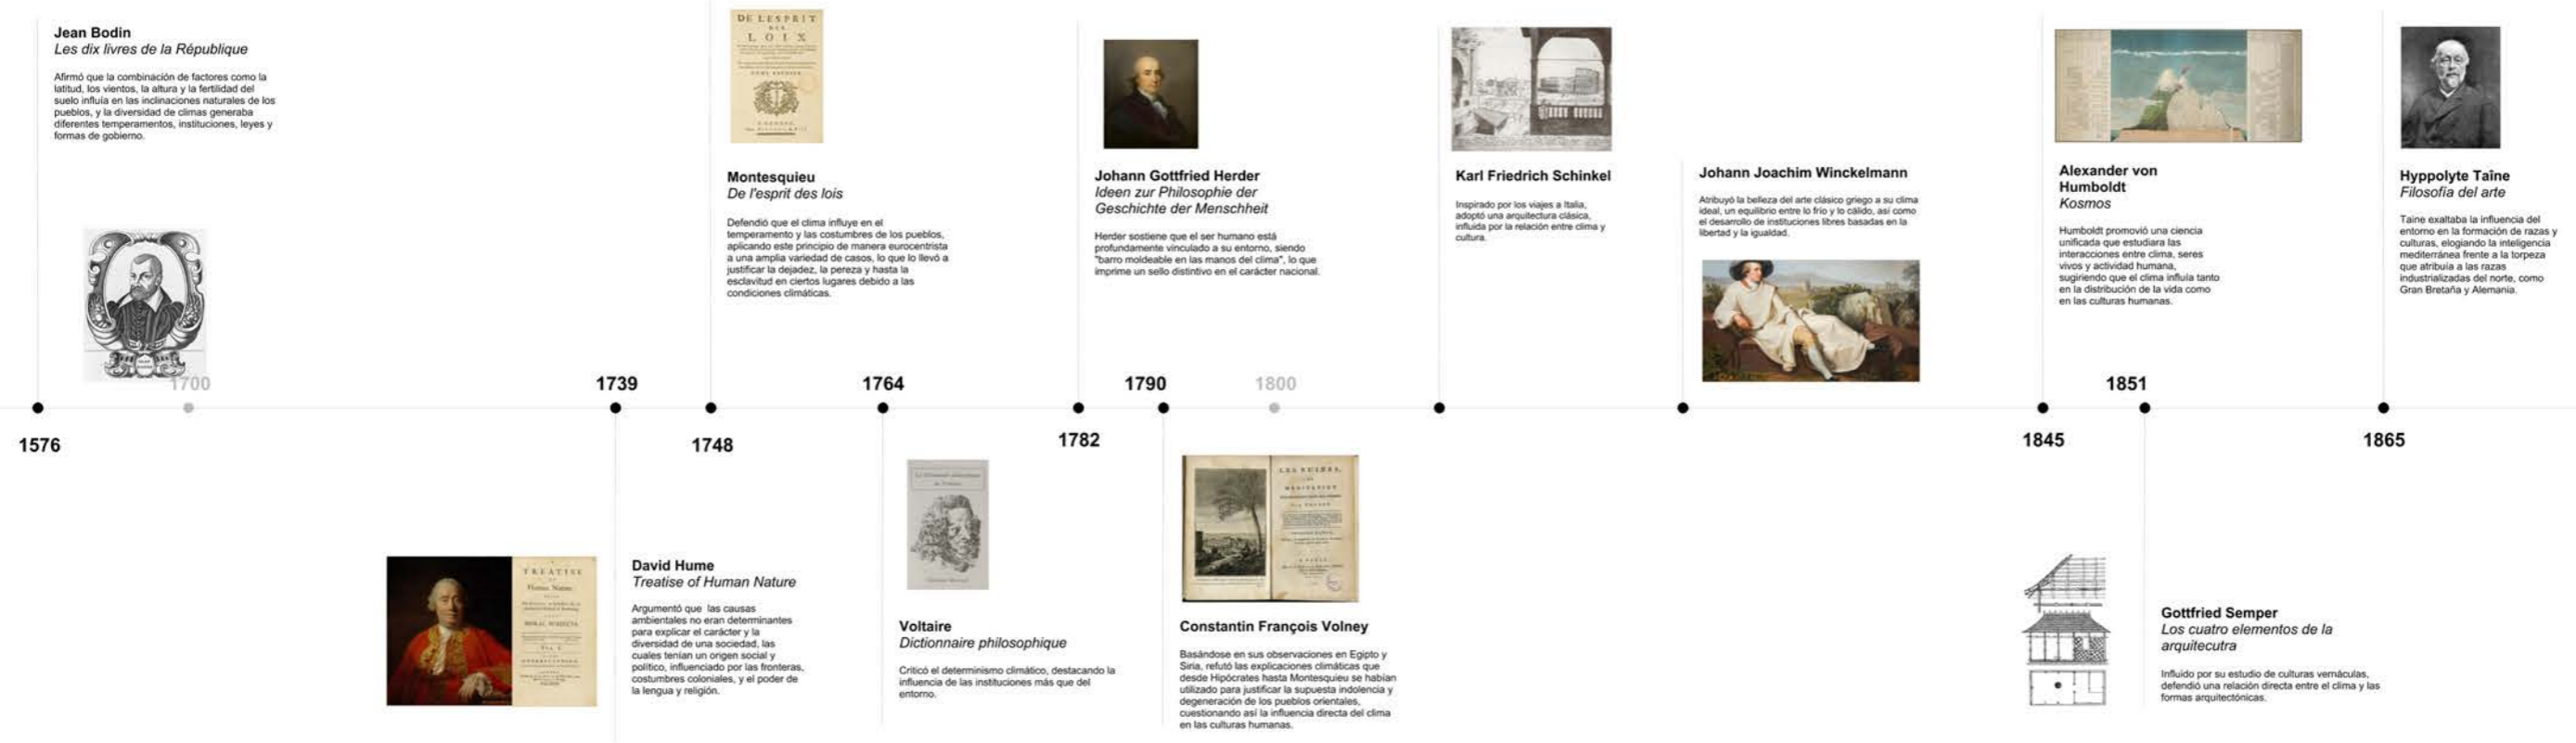 Jean Bodin
Les dix livres de la République
Afirmó que la combinación de factores como la
latitud, los vientos, la altura y la fertilidad del
suelo influía en las inclinaciones naturales de los
pueblos, y la diversidad de climas generaba
diferentes temperamentos, instituciones, leyes y
formas de gobierno.
1700
1576
1739
David Hume
Treatise of Human Nature
Argumentó que las causas
ambientales no eran determinantes
para explicar el carácter y la
diversidad de una sociedad, las
cuales tenían un origen social y
político, influenciado por las fronteras,
costumbres coloniales, y el poder de
la lengua y religión.
TREATISE
Human Nature
DE L'ESPRIT
DES
LOIX
Montesquieu
De l'esprit des lois
Defendió que el clima influye en el
temperamento y las costumbres de los pueblos,
aplicando este principio de manera eurocentrista
a una amplia variedad de casos, lo que lo llevó a
justificar la dejadez, la pereza y hasta la
esclavitud en ciertos lugares debido a las
condiciones climáticas.
1748
1764
Voltaire
Dictionnaire philosophique
Criticó el determinismo climático, destacando la
influencia de las instituciones más que del
entorno.
Johann Gottfried Herder
Ideen zur Philosophie der
Geschichte der Menschheit
Herder sostiene que el ser humano está
profundamente vinculado a su entorno, siendo
"barro moldeable en las manos del clima", lo que
imprime un sello distintivo en el carácter nacional.
1782
1790
LES RUINES,
Constantin François Volney
Basándose en sus observaciones en Egipto y
Siria, refutó las explicaciones climáticas que
desde Hipócrates hasta Montesquieu se habían
utilizado para justificar la supuesta indolencia y
degeneración de los pueblos orientales,
cuestionando así la influencia directa del clima
en las culturas humanas.
1800
Karl Friedrich Schinkel
Inspirado por los viajes a Italia,
adoptó una arquitectura clásica,
influida por la relación entre clima y
cultura.
Johann Joachim Winckelmann
Atribuyó la belleza del arte clásico griego a su clima
ideal, un equilibrio entre lo frío y lo cálido, así como
el desarrollo de instituciones libres basadas en la
libertad y la igualdad.
Alexander von
Humboldt
Kosmos
Humboldt promovió una ciencia
unificada que estudiara las
interacciones entre clima, seres
vivos y actividad humana,
sugiriendo que el clima influía tanto
en la distribución de la vida como
en las culturas humanas.
1845
1851
Gottfried Semper
Los cuatro elementos de la
arquitecutra
Influido por su estudio de culturas vernáculas,
defendió una relación directa entre el clima y las
formas arquitectónicas.
Hyppolyte Taîne
Filosofía del arte
Taine exaltaba la influencia del
entorno en la formación de razas y
culturas, elogiando la inteligencia
mediterránea frente a la torpeza
que atribuía a las razas
industrializadas del norte, como
Gran Bretaña y Alemania.
1865